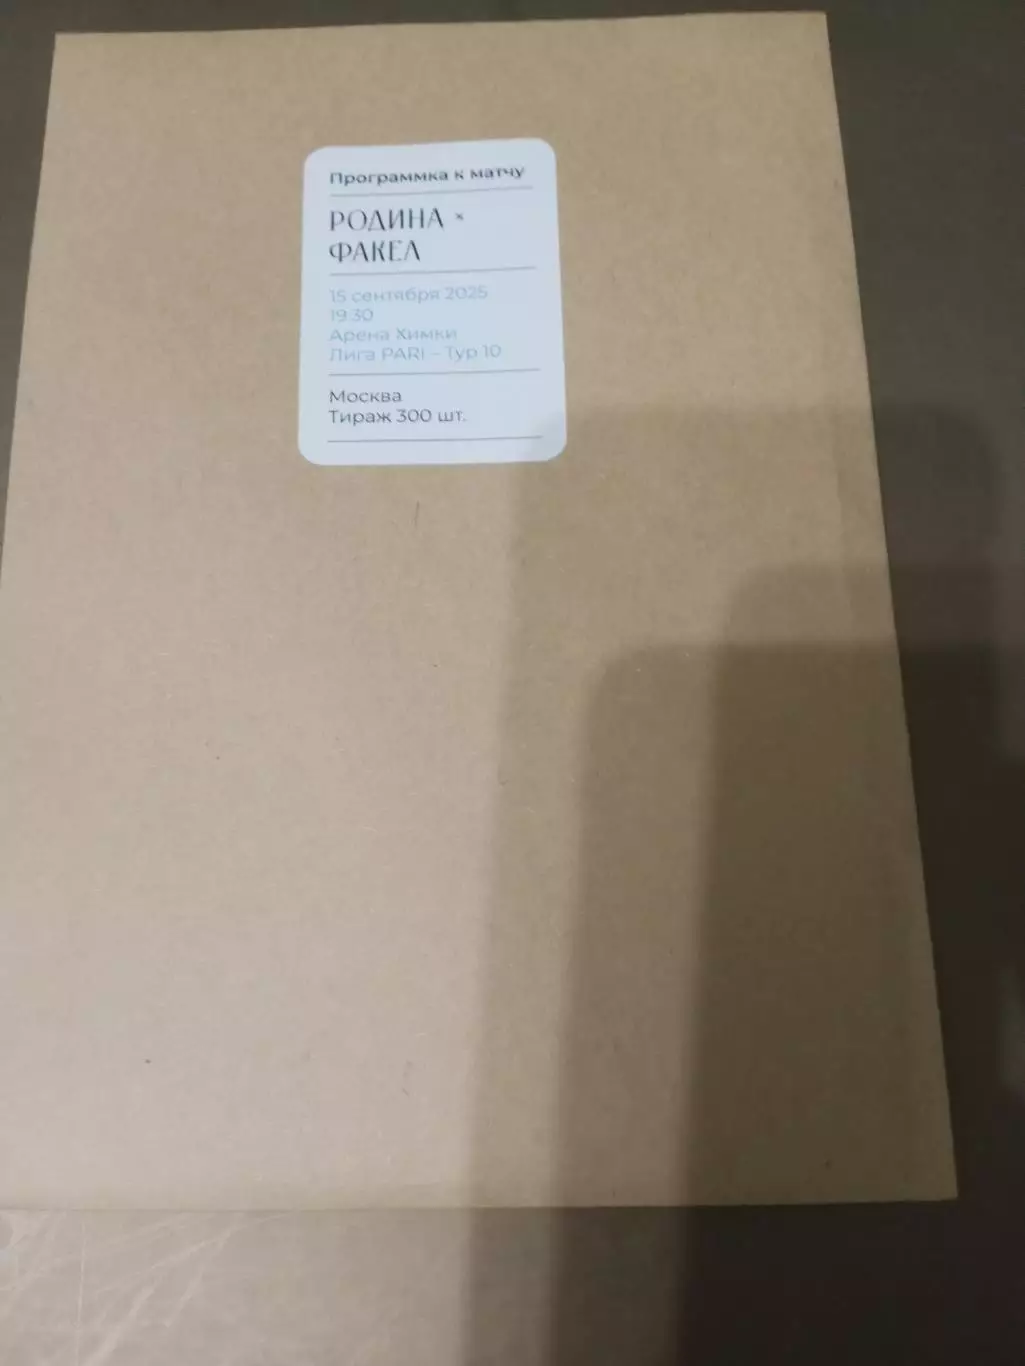 Программка к матчу
РОДИНА ×
ФАКЕЛ
15 сентября 2025
19:30
Арена Химки
Лига PARI – Тур 10
Москва
Тираж 300 шт.